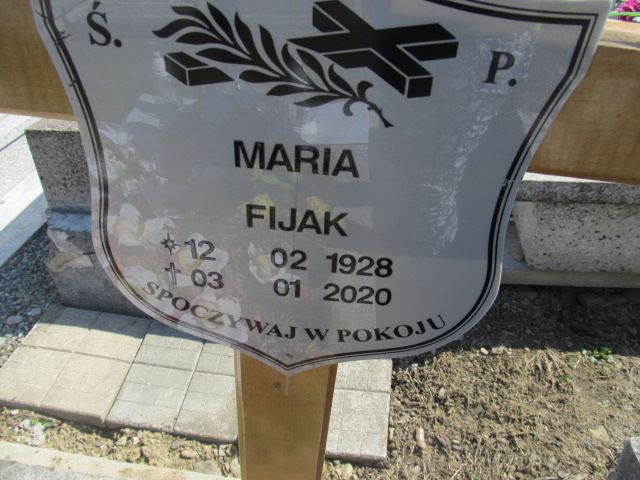 Ś. P.
MARIA
FIJAK
12 02 1928
03 01 2020
SPOCZYWAJ W POKOJU